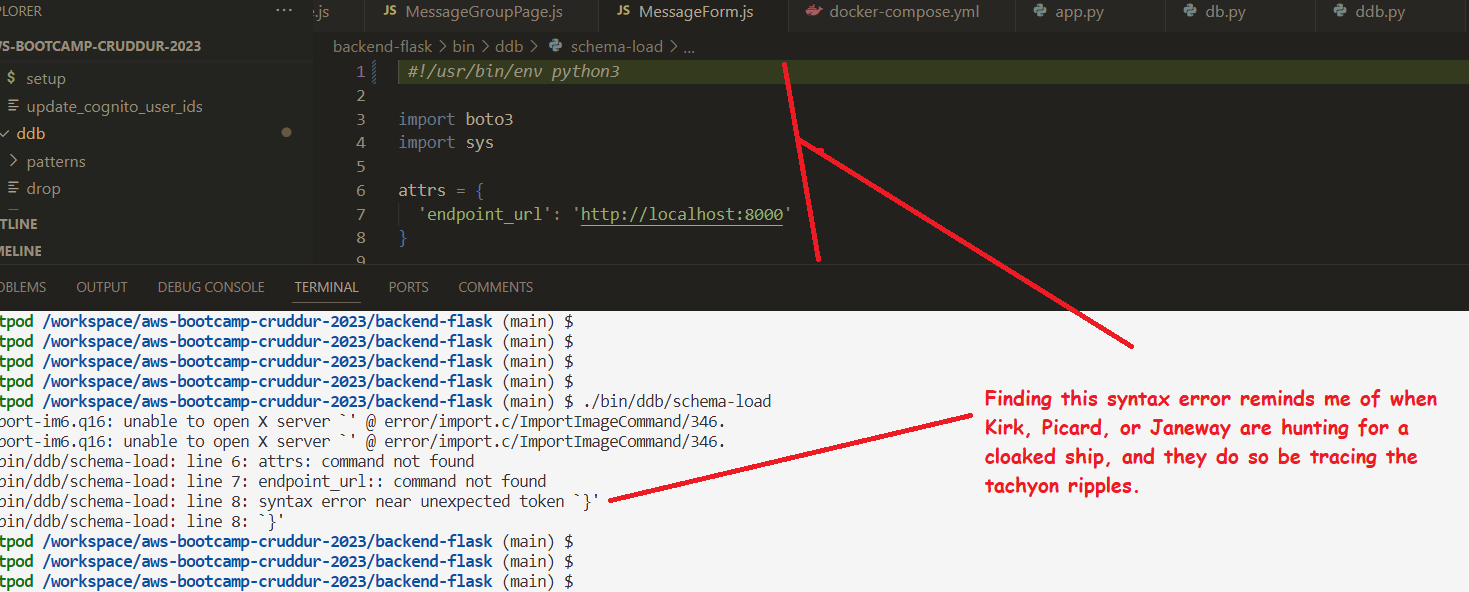 PLORER ··· :.js JS MessageGroupPage.js JS MessageForm.js docker-compose.yml app.py db.py ddb.py
WS-BOOTCAMP-CRUDDUR-2023
backend-flask > bin > ddb > schema-load > ...
$ setup
update_cognito_user_ids
ddb
patterns
drop
TLINE
MELINE
1 #!/usr/bin/env python3
2
3 import boto3
4 import sys
5
6 attrs = {
7 'endpoint_url': 'http://localhost:8000'
8 }
9
OBLEMS OUTPUT DEBUG CONSOLE TERMINAL PORTS COMMENTS
tpod /workspace/aws-bootcamp-cruddur-2023/backend-flask (main) $
tpod /workspace/aws-bootcamp-cruddur-2023/backend-flask (main) $
tpod /workspace/aws-bootcamp-cruddur-2023/backend-flask (main) $
tpod /workspace/aws-bootcamp-cruddur-2023/backend-flask (main) $
tpod /workspace/aws-bootcamp-cruddur-2023/backend-flask (main) $ ./bin/ddb/schema-load
port-im6.q16: unable to open X server `' @ error/import.c/ImportImageCommand/346.
port-im6.q16: unable to open X server `' @ error/import.c/ImportImageCommand/346.
bin/ddb/schema-load: line 6: attrs: command not found
bin/ddb/schema-load: line 7: endpoint_url:: command not found
bin/ddb/schema-load: line 8: syntax error near unexpected token `}'
bin/ddb/schema-load: line 8: `}'
tpod /workspace/aws-bootcamp-cruddur-2023/backend-flask (main) $
tpod /workspace/aws-bootcamp-cruddur-2023/backend-flask (main) $
tpod /workspace/aws-bootcamp-cruddur-2023/backend-flask (main) $
Finding this syntax error reminds me of when
Kirk, Picard, or Janeway are hunting for a
cloaked ship, and they do so be tracing the
tachyon ripples.